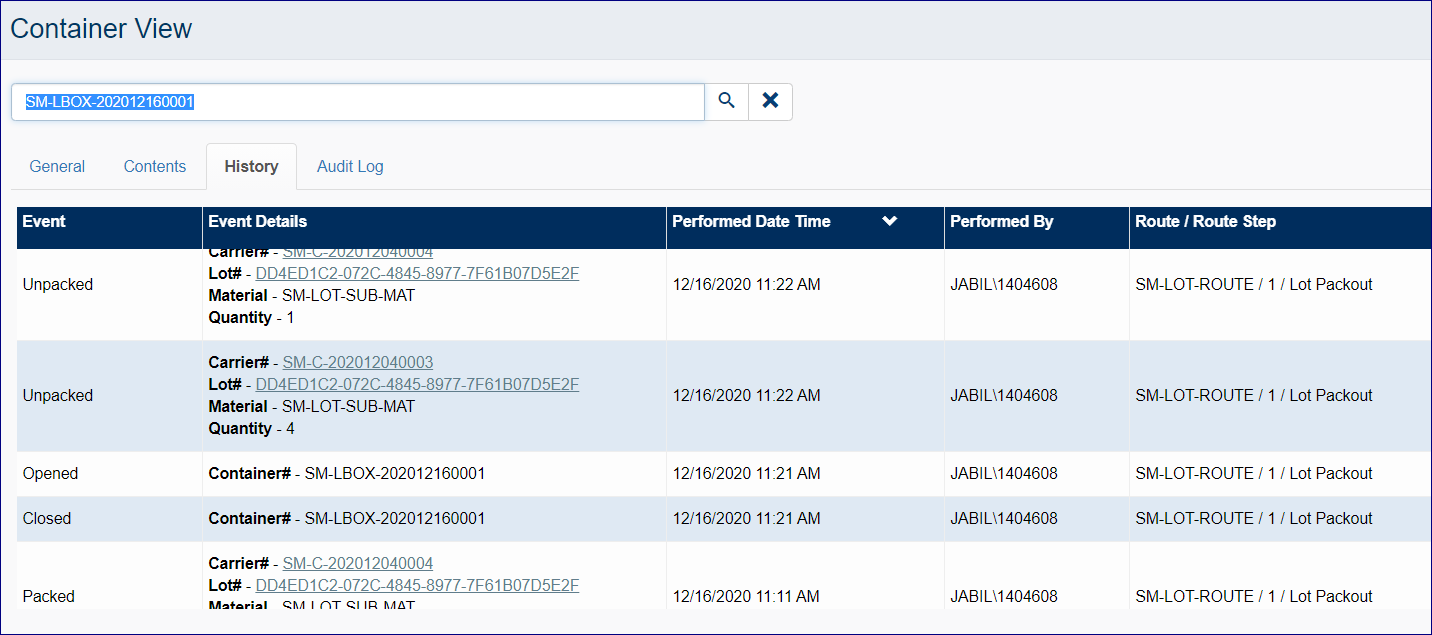 Container View
SM-LBOX-202012160001
General Contents History Audit Log
Event Event Details Performed Date Time Performed By Route / Route Step
Carrier# - SM-C-202012040004
Lot# - DD4ED1C2-072C-4845-8977-7F61B07D5E2F
Unpacked 12/16/2020 11:22 AM JABIL\1404608 SM-LOT-ROUTE / 1 / Lot Packout
Material - SM-LOT-SUB-MAT
Quantity - 1
Carrier# - SM-C-202012040003
Lot# - DD4ED1C2-072C-4845-8977-7F61B07D5E2F
Unpacked 12/16/2020 11:22 AM JABIL\1404608 SM-LOT-ROUTE / 1 / Lot Packout
Material - SM-LOT-SUB-MAT
Quantity - 4
Opened Container# - SM-LBOX-202012160001 12/16/2020 11:21 AM JABIL\1404608 SM-LOT-ROUTE / 1 / Lot Packout
Closed Container# - SM-LBOX-202012160001 12/16/2020 11:21 AM JABIL\1404608 SM-LOT-ROUTE / 1 / Lot Packout
Carrier# - SM-C-202012040004
Lot# - DD4ED1C2-072C-4845-8977-7F61B07D5E2F
Packed 12/16/2020 11:11 AM JABIL\1404608 SM-LOT-ROUTE / 1 / Lot Packout
Material - SM-LOT-SUB-MAT